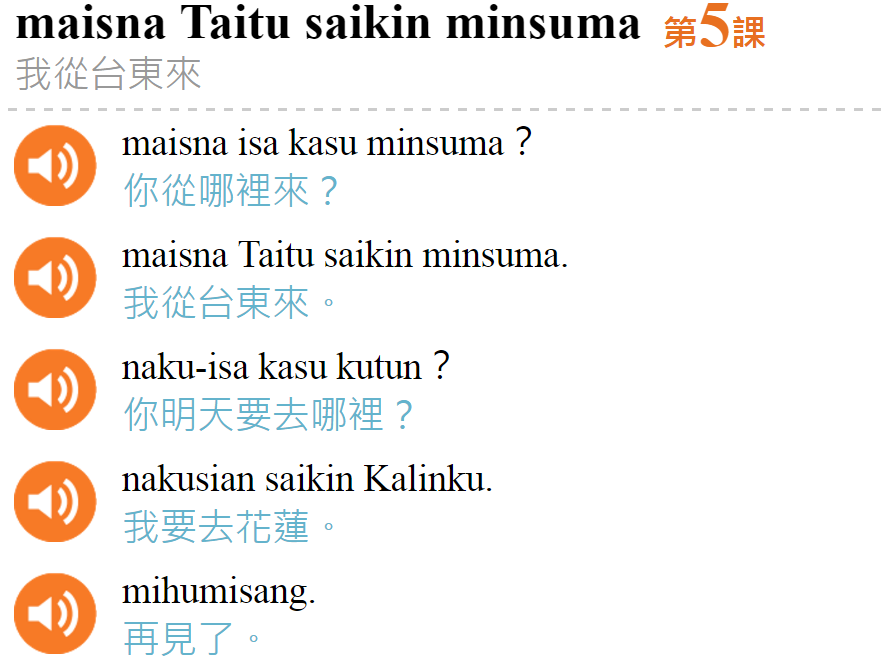 maisna Taitu saikin minsuma 第5課
我從台東來
maisna isa kasu minsuma？
你從哪裡來？
maisna Taitu saikin minsuma.
我從台東來。
naku-isa kasu kutun？
你明天要去哪裡？
nakusian saikin Kalinku.
我要去花蓮。
mihumisang.
再見了。